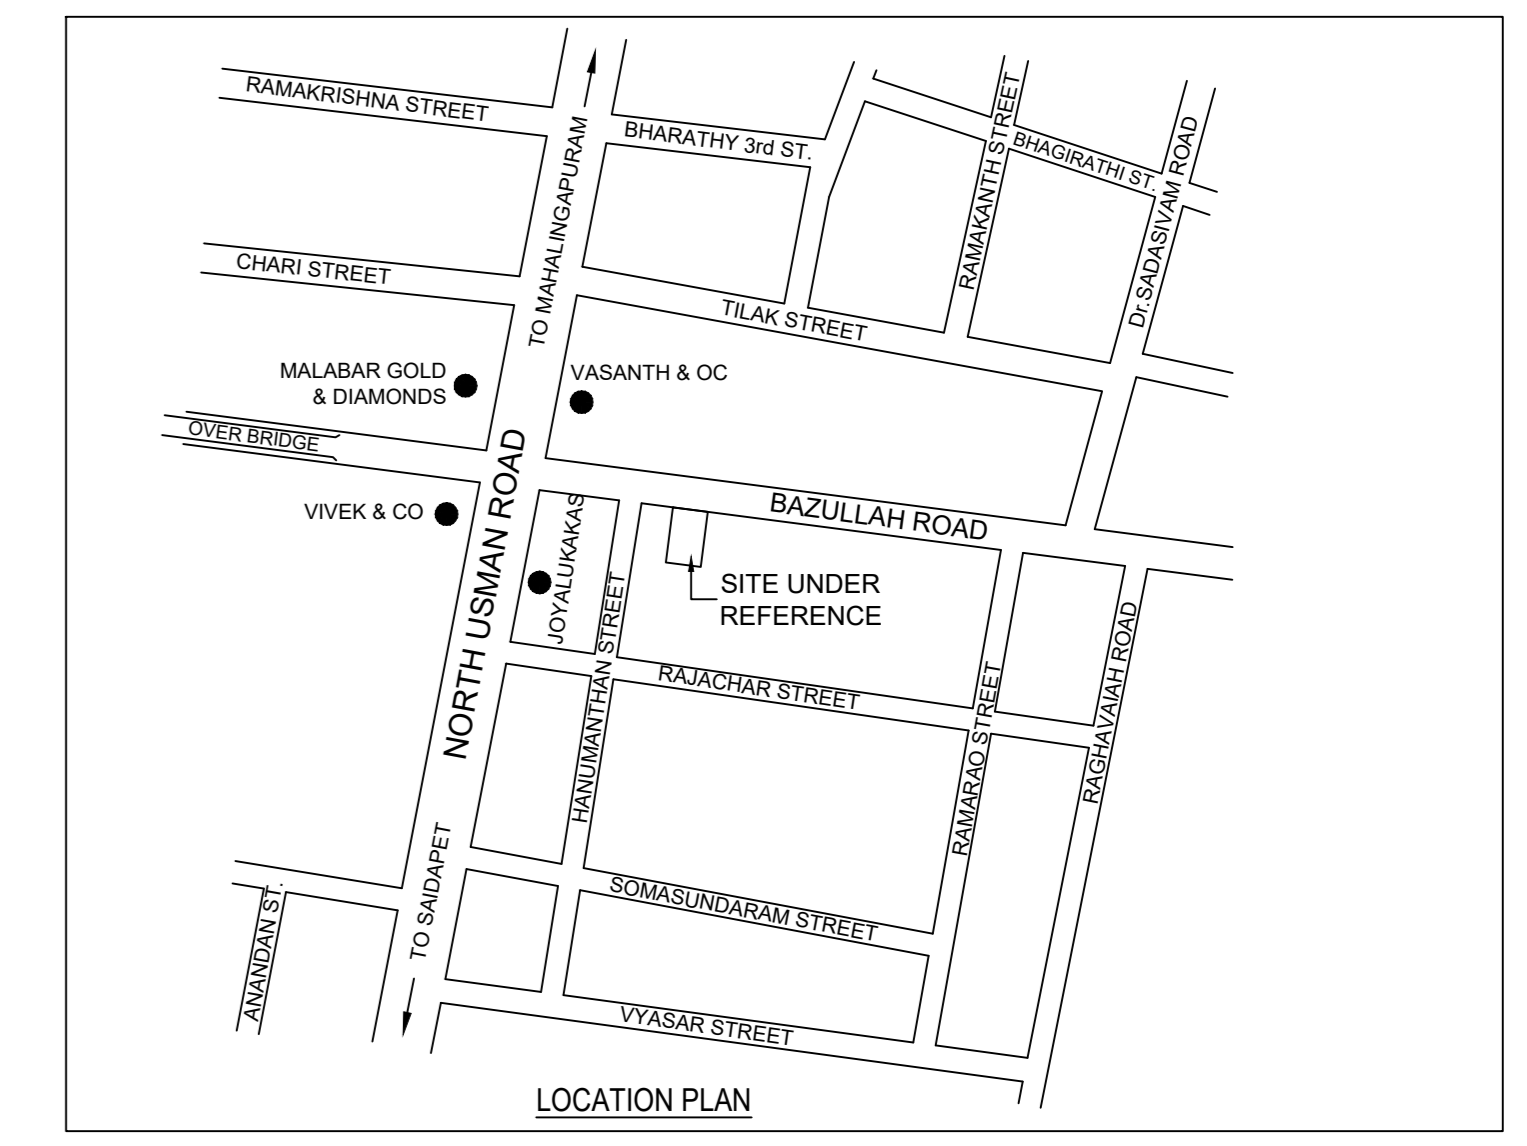 RAMAKRISHNA STREET
BHARATHY 3rd ST.
RAMAKANTH STREET
BHAGIRATHI ST.
Dr.SADASIVAM ROAD
TO MAHALINGAPURAM
CHARI STREET
TILAK STREET
MALABAR GOLD
& DIAMONDS
VASANTH & OC
OVER BRIDGE
VIVEK & CO
NORTH USMAN ROAD
JOYALUKAKAS
BAZULLAH ROAD
SITE UNDER
REFERENCE
HANUMANTHAN STREET
RAJACHAR STREET
RAMARAO STREET
RAGHAVAIAH ROAD
TO SAIDAPET
SOMASUNDARAM STREET
ANANDAN ST.
VYASAR STREET
LOCATION PLAN